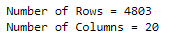 Number of Rows = 4803
Number of Columns = 20